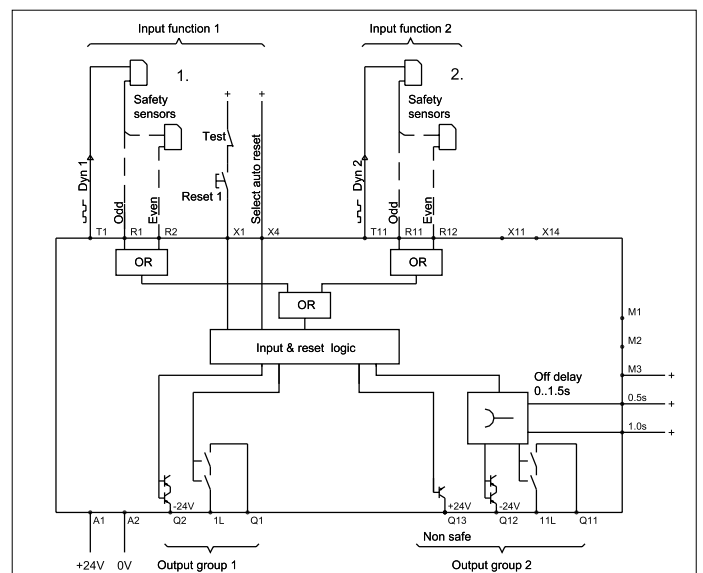 Input function 1
Input function 2
1.
2.
Safety
sensors
Safety
sensors
+
+
Test
Reset 1
Select auto reset
Dyn 1
Odd
Even
Dyn 2
Odd
Even
T1
R1
R2
X1
X4
T11
R11
R12
X11
X14
OR
OR
OR
Input & reset logic
M1
M2
M3
+
Off delay
0..1.5s
0.5s
+
1.0s
+
-24V
+24V
-24V
A1
A2
Q2
1L
Q1
Q13
Q12
11L
Q11
Non safe
+24V
0V
Output group 1
Output group 2